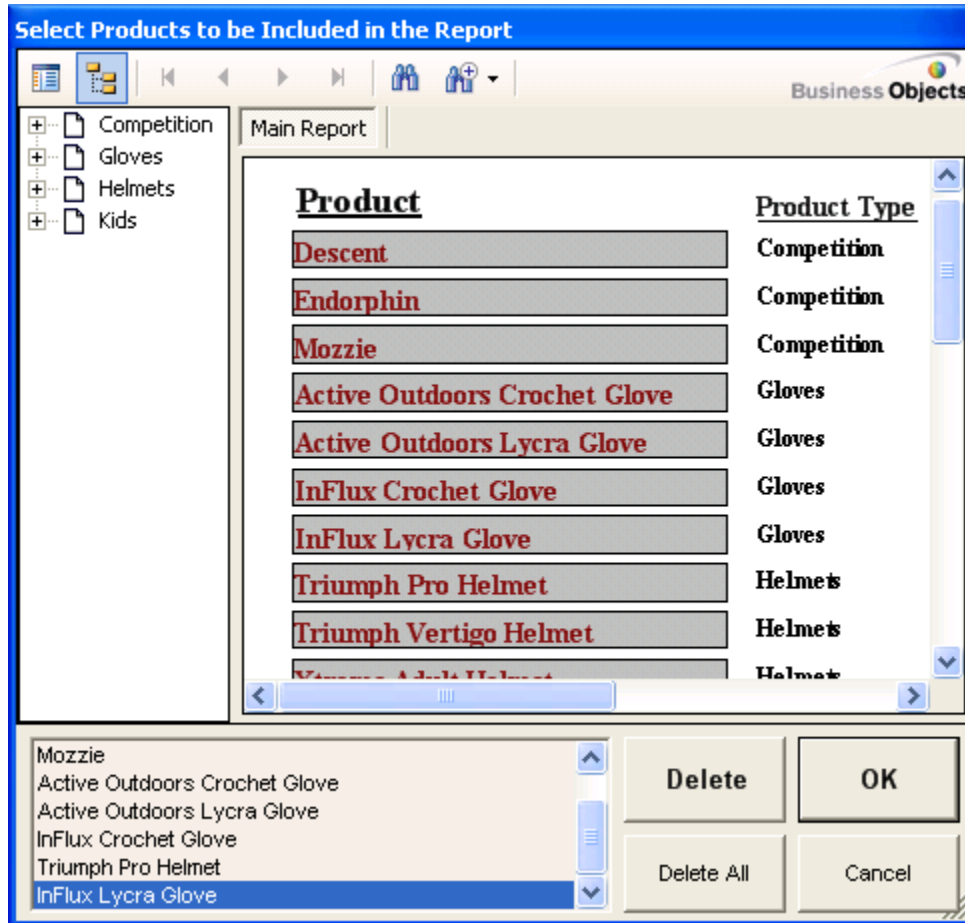 Select Products to be Included in the Report
Business Objects
Competition
Gloves
Helmets
Kids
Main Report
Product Product Type
Descent Competition
Endorphin Competition
Mozzie Competition
Active Outdoors Crochet Glove Gloves
Active Outdoors Lycra Glove Gloves
InFlux Crochet Glove Gloves
InFlux Lycra Glove Gloves
Triumph Pro Helmet Helmets
Triumph Vertigo Helmet Helmets
Xtreme Adult Helmet Helmets
Mozzie
Active Outdoors Crochet Glove
Active Outdoors Lycra Glove
InFlux Crochet Glove
Triumph Pro Helmet
InFlux Lycra Glove
Delete OK
Delete All Cancel